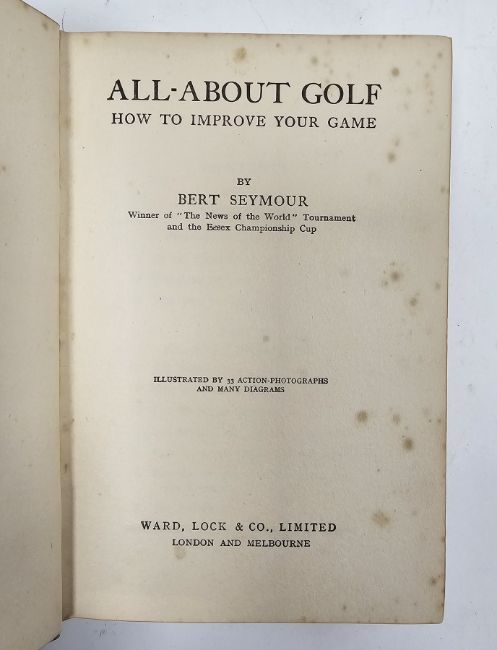 ALL-ABOUT GOLF
HOW TO IMPROVE YOUR GAME
BY
BERT SEYMOUR
Winner of "The News of the World" Tournament
and the Essex Championship Cup
ILLUSTRATED BY 33 ACTION-PHOTOGRAPHS
AND MANY DIAGRAMS
WARD, LOCK & CO., LIMITED
LONDON AND MELBOURNE